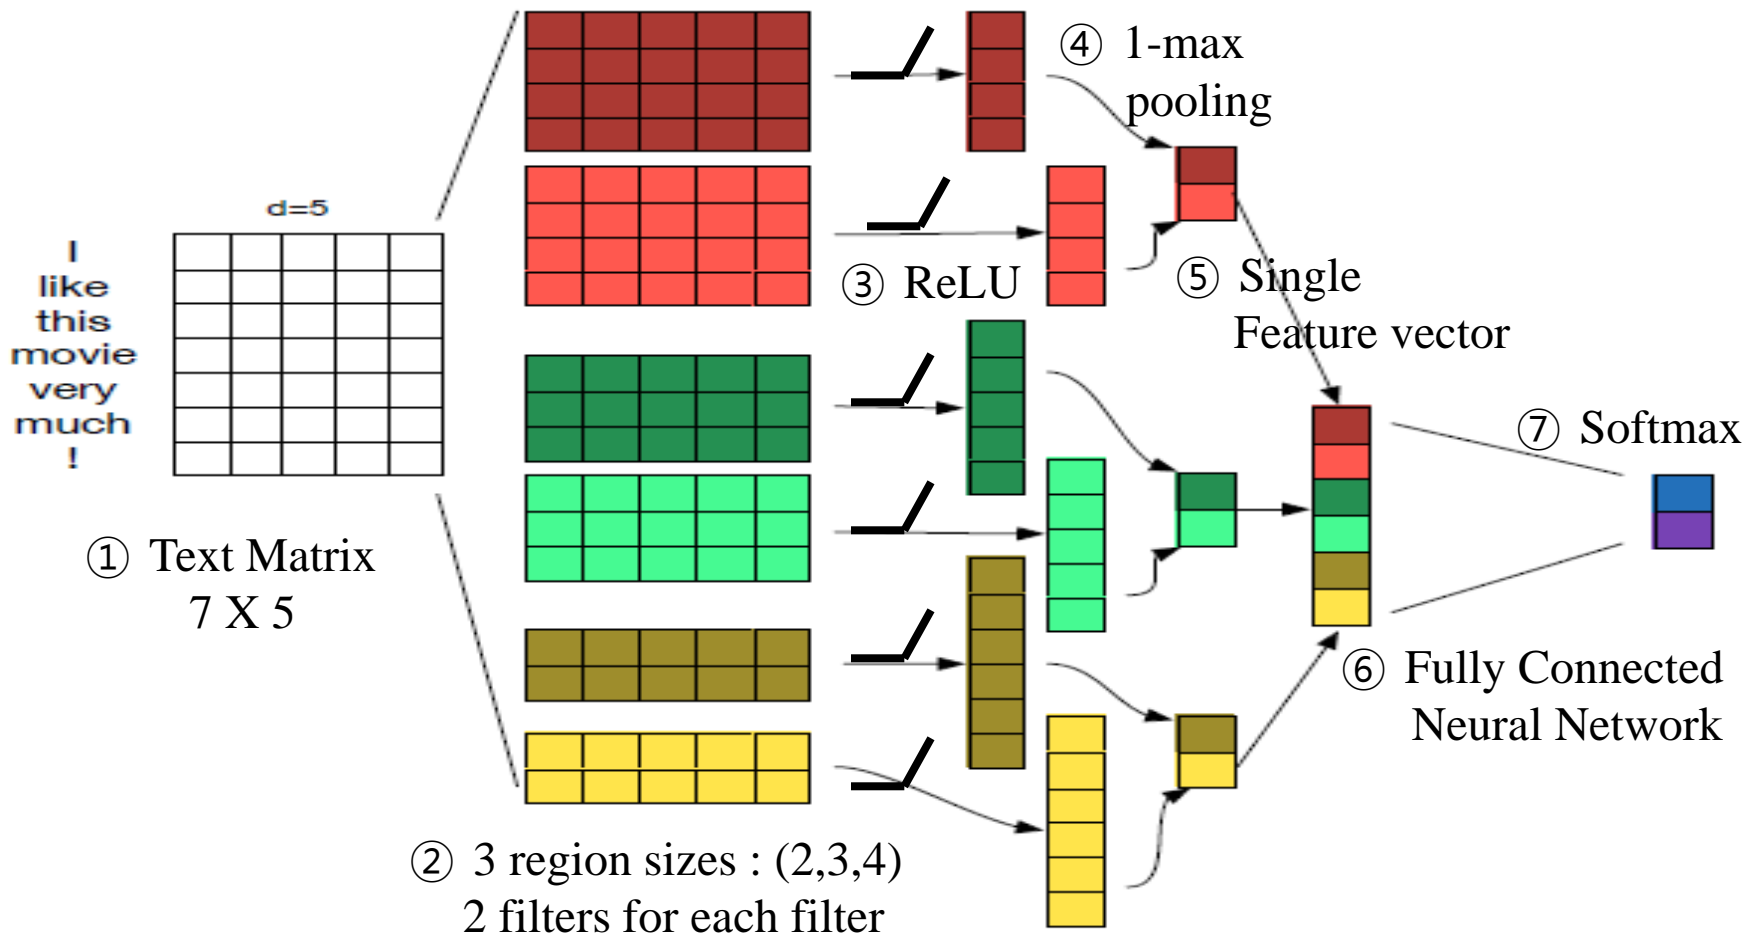 d=5
I
like
this
movie
very
much
!
① Text Matrix
7 X 5
② 3 region sizes : (2,3,4)
2 filters for each filter
③ ReLU
④ 1-max
pooling
⑤ Single
Feature vector
⑥ Fully Connected
Neural Network
⑦ Softmax